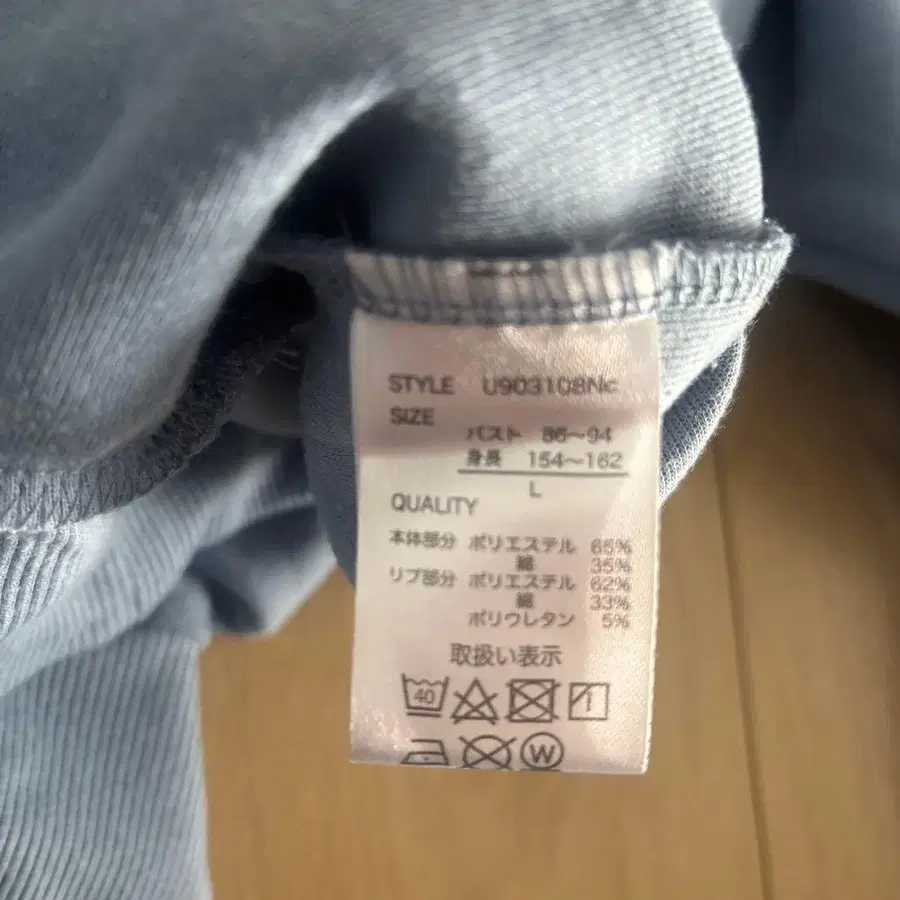 STYLE U903108Nc
SIZE
バスト 86〜94
身長 154〜162
L
QUALITY
本体部分 ポリエステル 65%
綿 35%
リブ部分 ポリエステル 62%
綿 33%
ポリウレタン 5%
取扱い表示
40
W